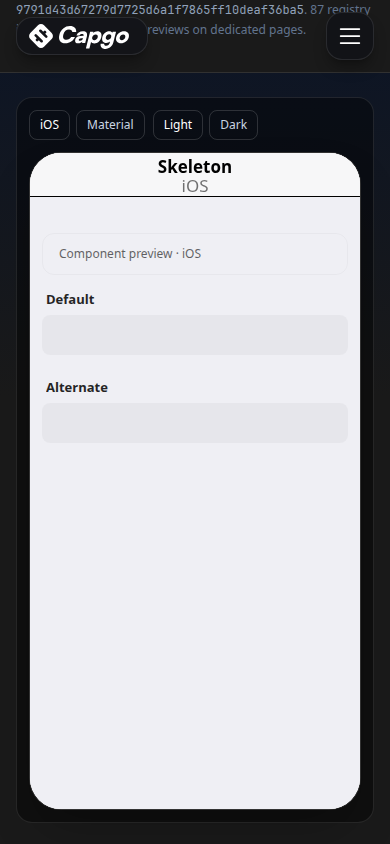 9791d43d67279d7725d6a1f7865ff10deaf36ba5. 87 registry
reviews on dedicated pages.
Capgo
iOS
Material
Light
Dark
Skeleton
iOS
Component preview · iOS
Default
Alternate